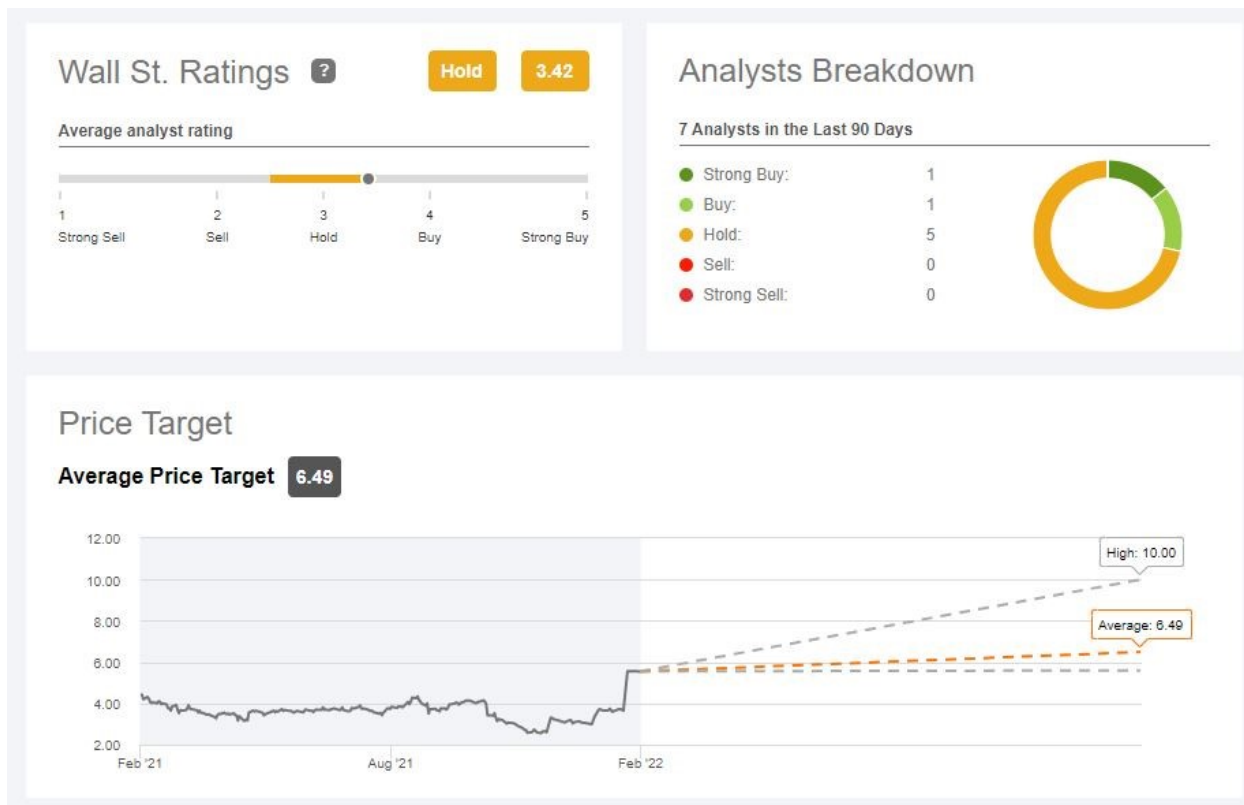 Wall St. Ratings ? Hold 3.42
Average analyst rating
1 2 3 4 5
Strong Sell Sell Hold Buy Strong Buy
Analysts Breakdown
7 Analysts in the Last 90 Days
Strong Buy: 1
Buy: 1
Hold: 5
Sell: 0
Strong Sell: 0
Price Target
Average Price Target 6.49
12.00
High: 10.00
10.00
8.00
Average: 6.49
6.00
4.00
2.00
Feb '21 Aug '21 Feb '22